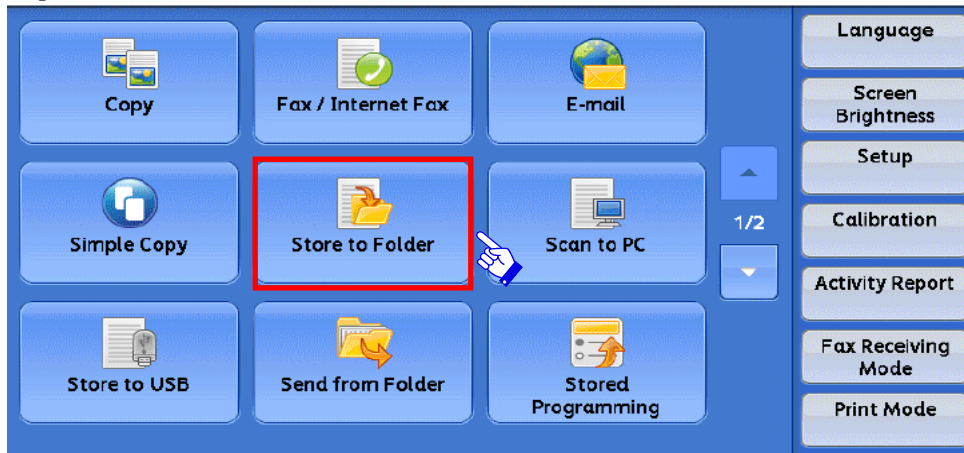 Copy
Fax / Internet Fax
E-mail
Simple Copy
Store to Folder
Scan to PC
Store to USB
Send from Folder
Stored
Programming
1/2
Language
Screen
Brightness
Setup
Calibration
Activity Report
Fax Receiving
Mode
Print Mode